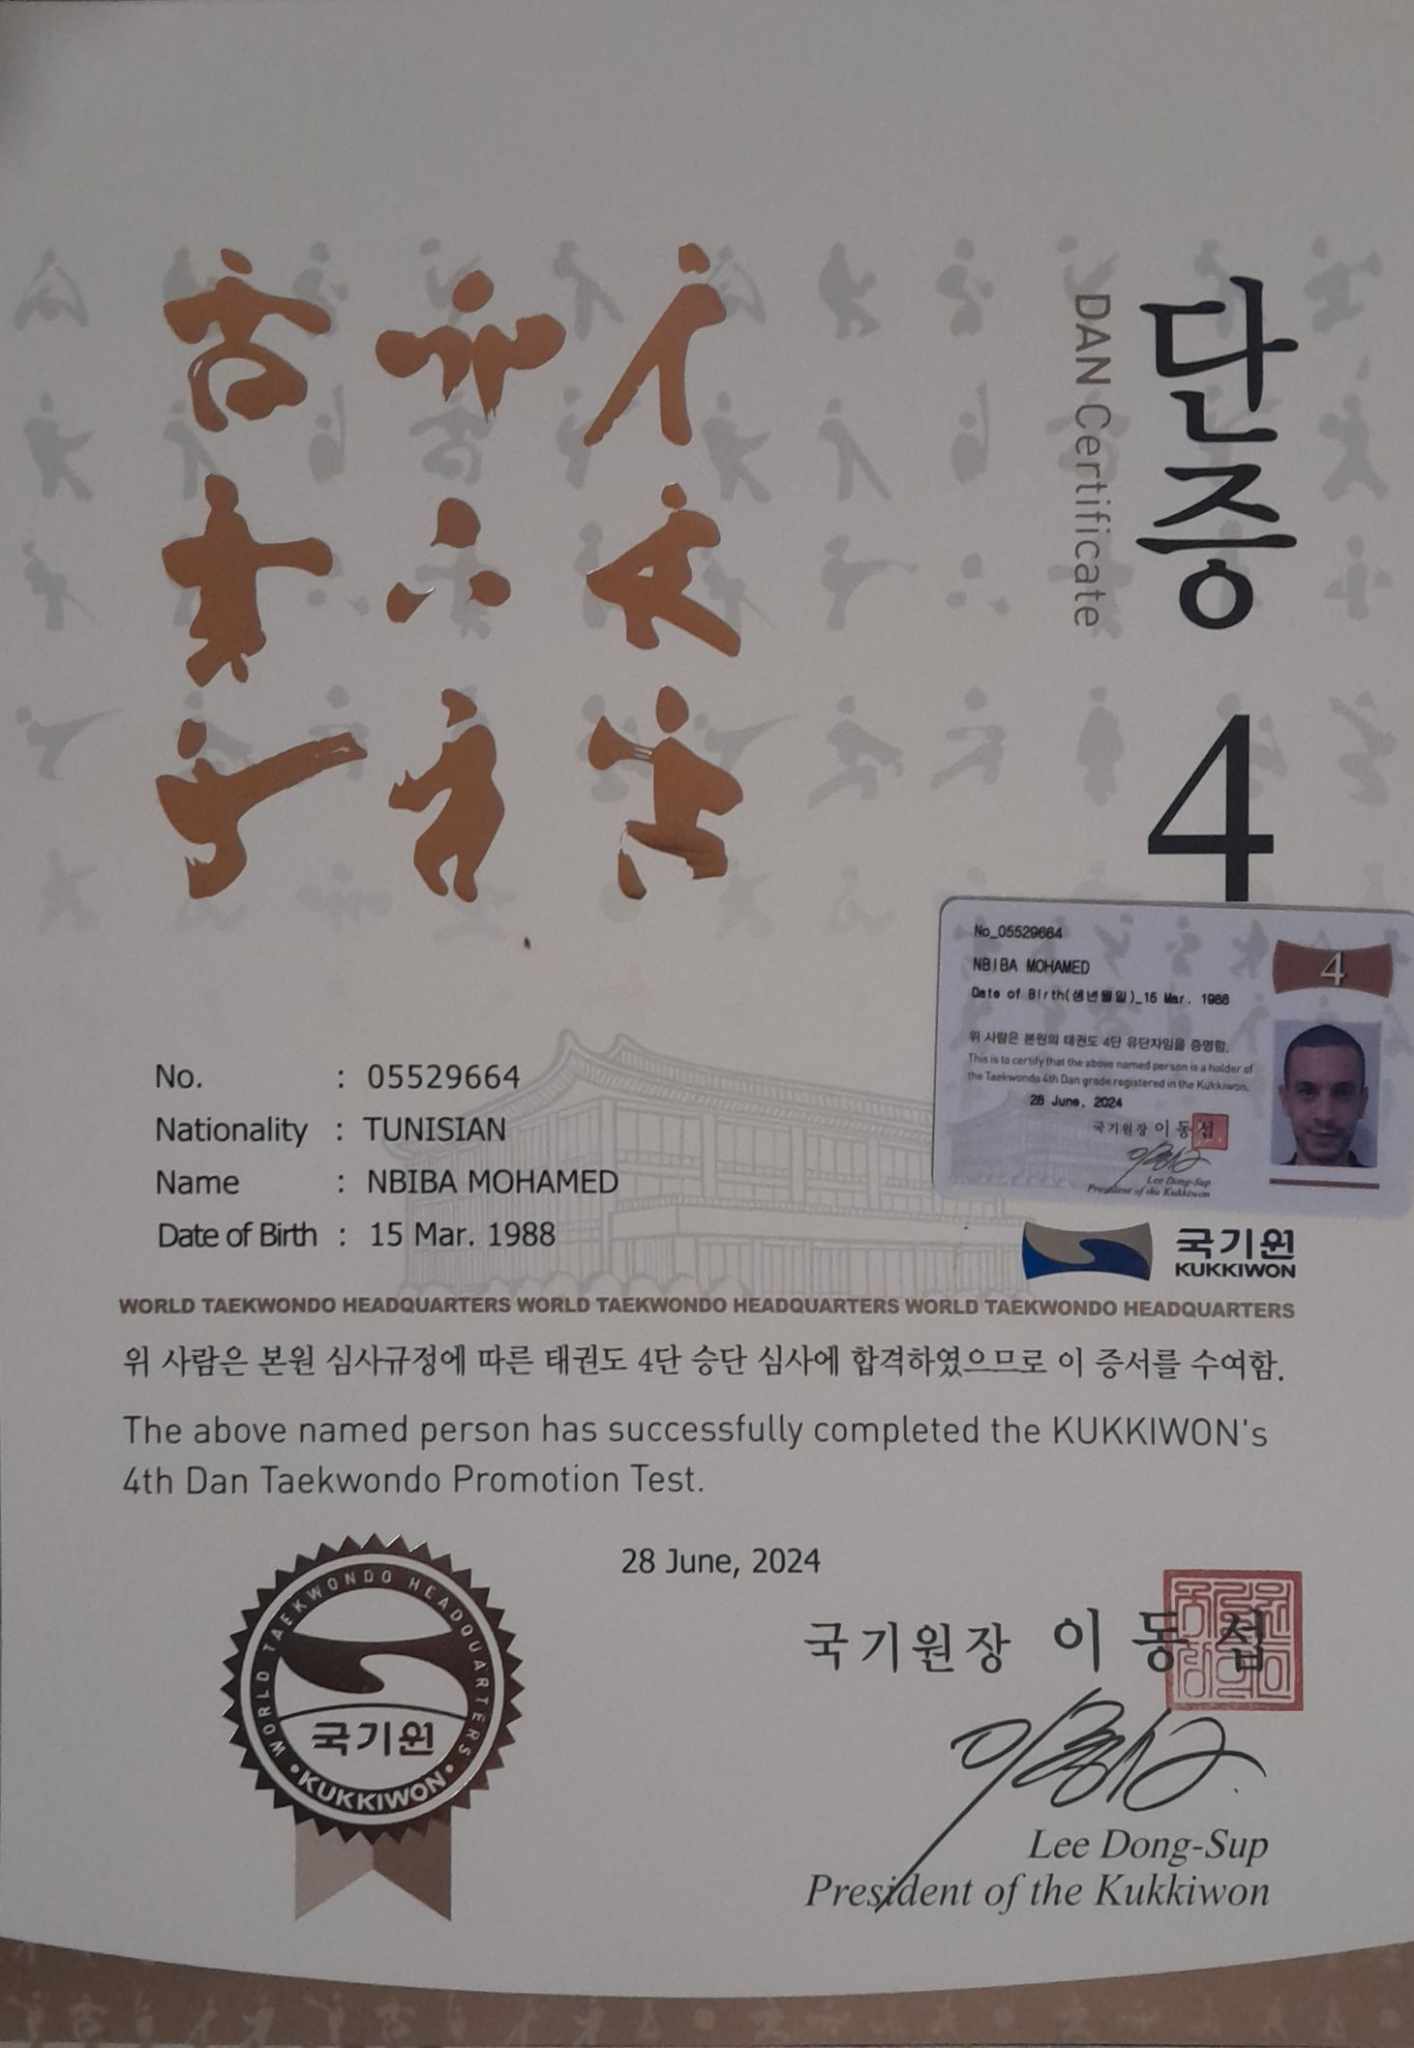 단증
DAN Certificate
4
No_05529664
NBIBA MOHAMED
Date of Birth(생년월일)_15 Mar. 1988
위 사람은 본원의 태권도 4단 유단자임을 증명함.
This is to certify that the above named person is a holder of
the Taekwondo 4th Dan grade registered in the Kukkiwon.
28 June, 2024
국기원장 이동섭
Lee Dong-Sup
President of the Kukkiwon
4
No. : 05529664
Nationality : TUNISIAN
Name : NBIBA MOHAMED
Date of Birth : 15 Mar. 1988
국기원
KUKKIWON
WORLD TAEKWONDO HEADQUARTERS WORLD TAEKWONDO HEADQUARTERS WORLD TAEKWONDO HEADQUARTERS
위 사람은 본원 심사규정에 따른 태권도 4단 승단 심사에 합격하였으므로 이 증서를 수여함.
The above named person has successfully completed the KUKKIWON's
4th Dan Taekwondo Promotion Test.
28 June, 2024
국기원장 이 동 섭
Lee Dong-Sup
President of the Kukkiwon
WORLD TAEKWONDO HEADQUARTERS
국기원
KUKKIWON